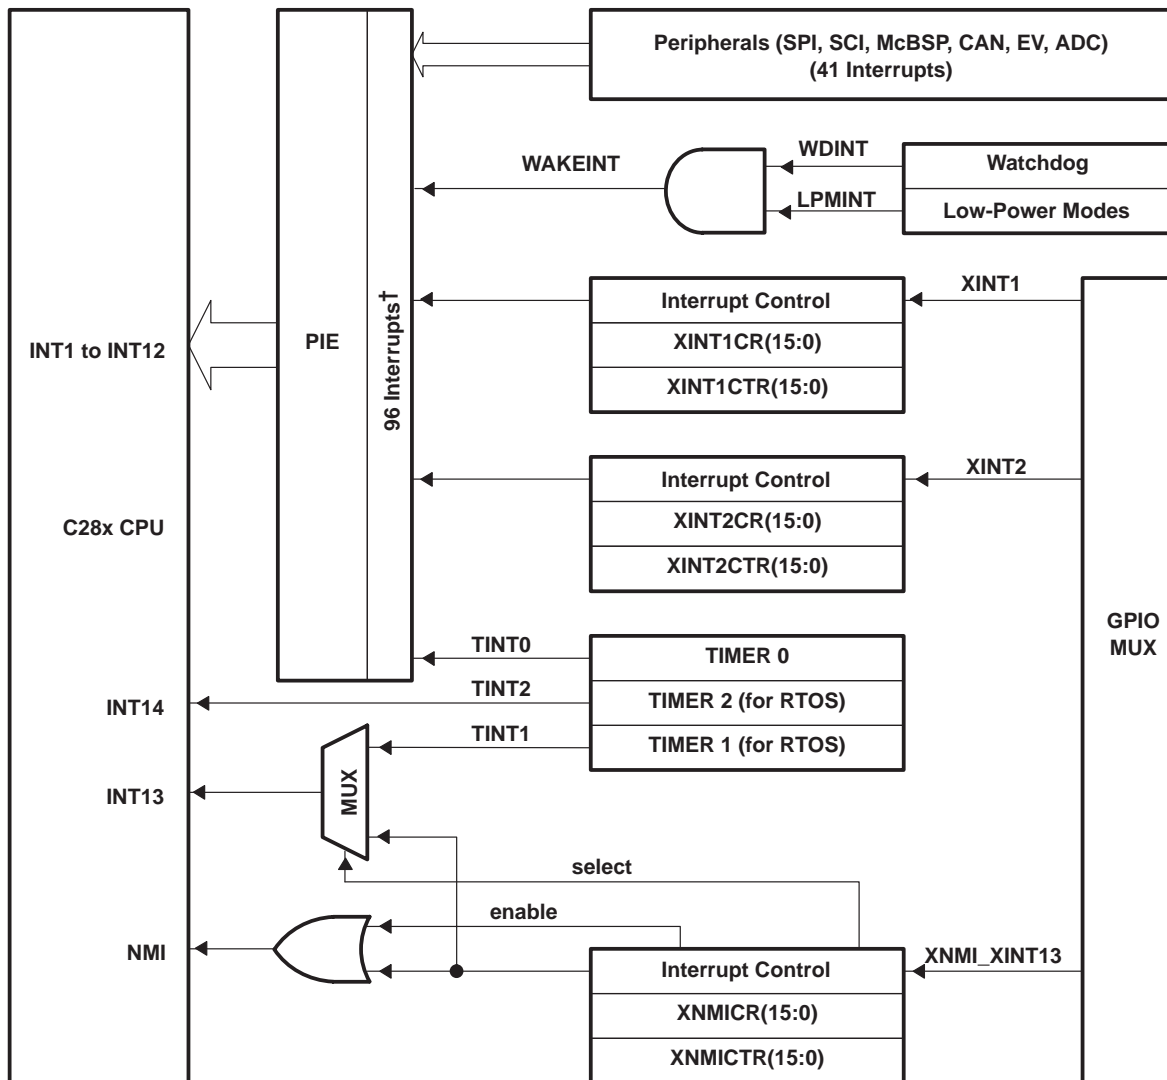 Peripherals (SPI, SCI, McBSP, CAN, EV, ADC)
(41 Interrupts)
WDINT
Watchdog
WAKEINT
LPMINT
Low-Power Modes
96 Interrupts†
Interrupt Control
XINT1
PIE
XINT1CR(15:0)
INT1 to INT12
XINT1CTR(15:0)
Interrupt Control
XINT2
C28x CPU
XINT2CR(15:0)
XINT2CTR(15:0)
GPIO
MUX
TINT0
TIMER 0
TINT2
INT14
TIMER 2 (for RTOS)
TINT1
TIMER 1 (for RTOS)
MUX
INT13
select
enable
NMI
Interrupt Control
XNMI_XINT13
XNMICR(15:0)
XNMICTR(15:0)